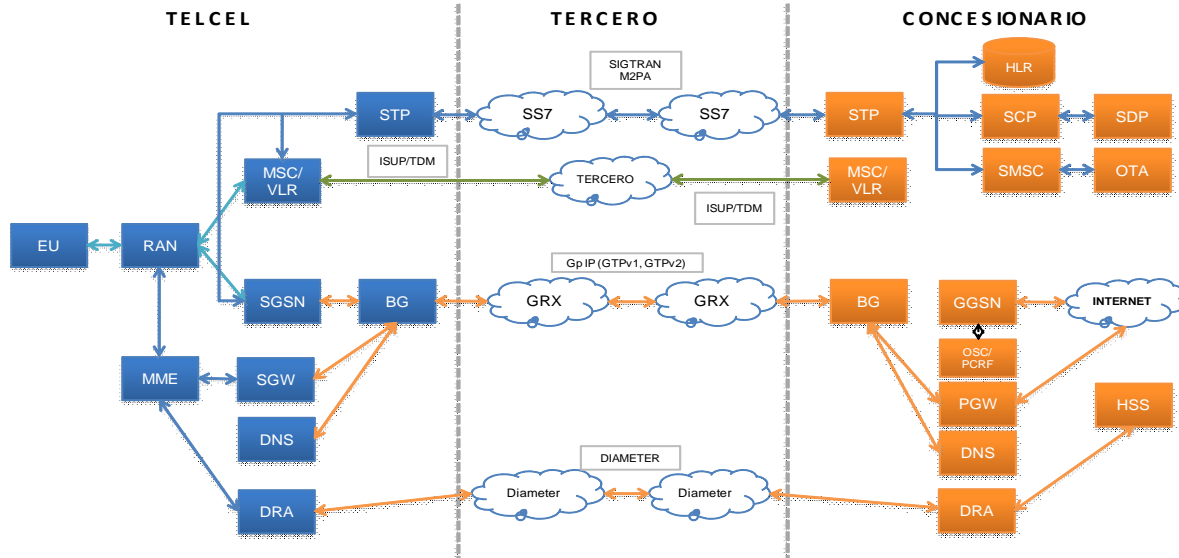 TELCEL
TERCERO
CONCESIONARIO
SIGTRAN
M2PA
HLR
STP
SS7
SS7
STP
SCP
SDP
ISUP/TDM
MSC/
VLR
TERCERO
MSC/
VLR
SMSC
OTA
ISUP/TDM
EU
RAN
Gp IP (GTPv1, GTPv2)
SGSN
BG
GRX
GRX
BG
GGSN
INTERNET
OSC/
PCRF
MME
SGW
PGW
HSS
DNS
DNS
DIAMETER
Diameter
Diameter
DRA
DRA